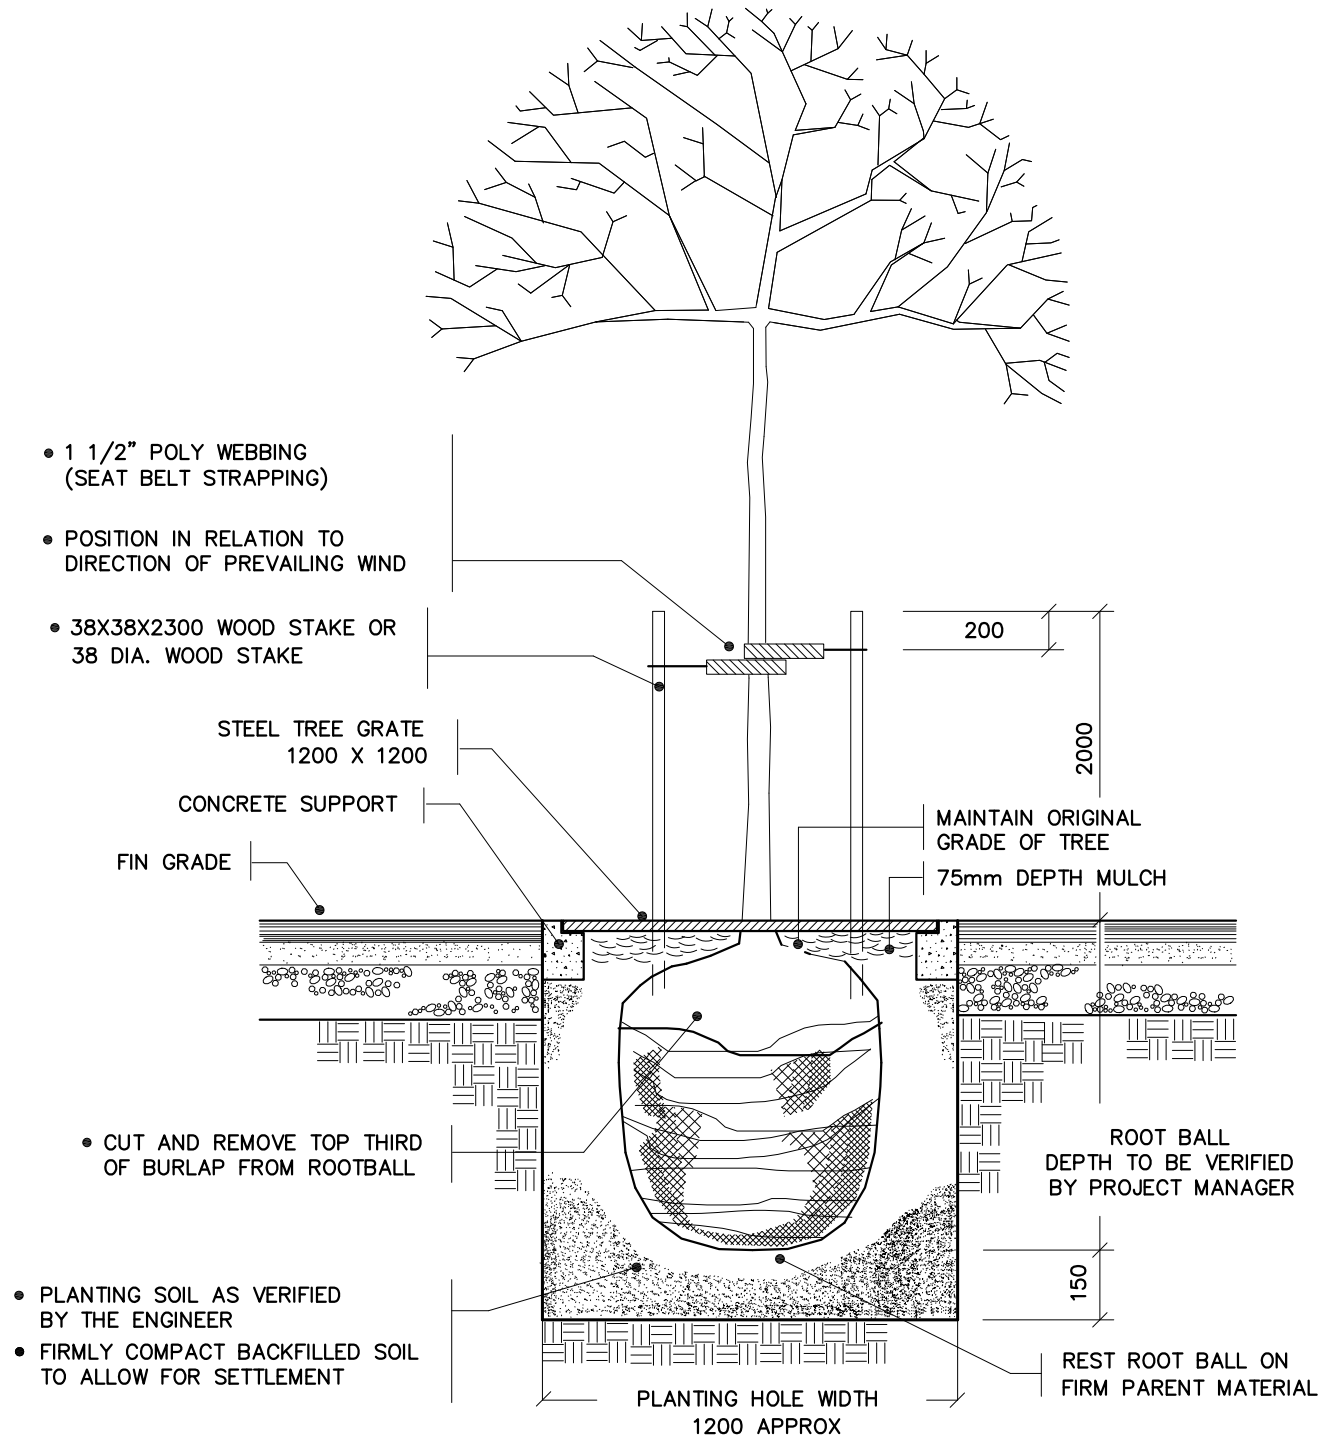 1 1/2” POLY WEBBING
(SEAT BELT STRAPPING)
POSITION IN RELATION TO
DIRECTION OF PREVAILING WIND
38X38X2300 WOOD STAKE OR
38 DIA. WOOD STAKE
STEEL TREE GRATE
1200 X 1200
CONCRETE SUPPORT
FIN GRADE
200
2000
MAINTAIN ORIGINAL
GRADE OF TREE
75mm DEPTH MULCH
CUT AND REMOVE TOP THIRD
OF BURLAP FROM ROOTBALL
ROOT BALL
DEPTH TO BE VERIFIED
BY PROJECT MANAGER
150
PLANTING SOIL AS VERIFIED
BY THE ENGINEER
FIRMLY COMPACT BACKFILLED SOIL
TO ALLOW FOR SETTLEMENT
REST ROOT BALL ON
FIRM PARENT MATERIAL
PLANTING HOLE WIDTH
1200 APPROX